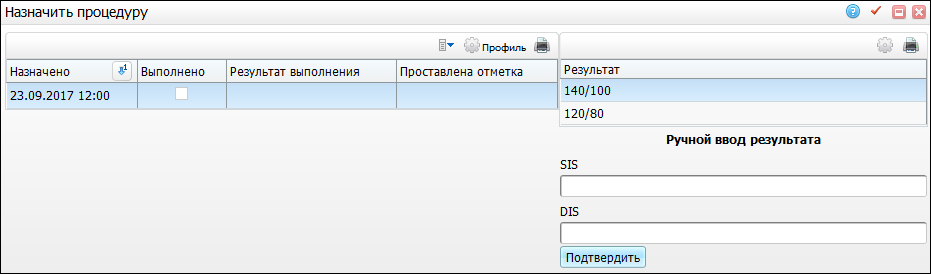 Назначить процедуру
Профиль
Назначено 1 Выполнено Результат выполнения Проставлена отметка
23.09.2017 12:00
Результат
140/100
120/80
Ручной ввод результата
SIS
DIS
Подтвердить